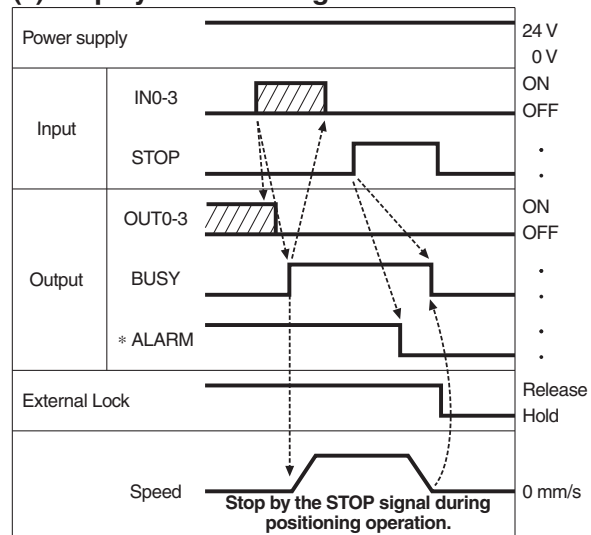 Power supply
24 V
0 V
Input
IN0-3
ON
OFF
STOP
Output
OUT0-3
ON
OFF
BUSY
* ALARM
External Lock
Release
Hold
Speed
0 mm/s
Stop by the STOP signal during
positioning operation.